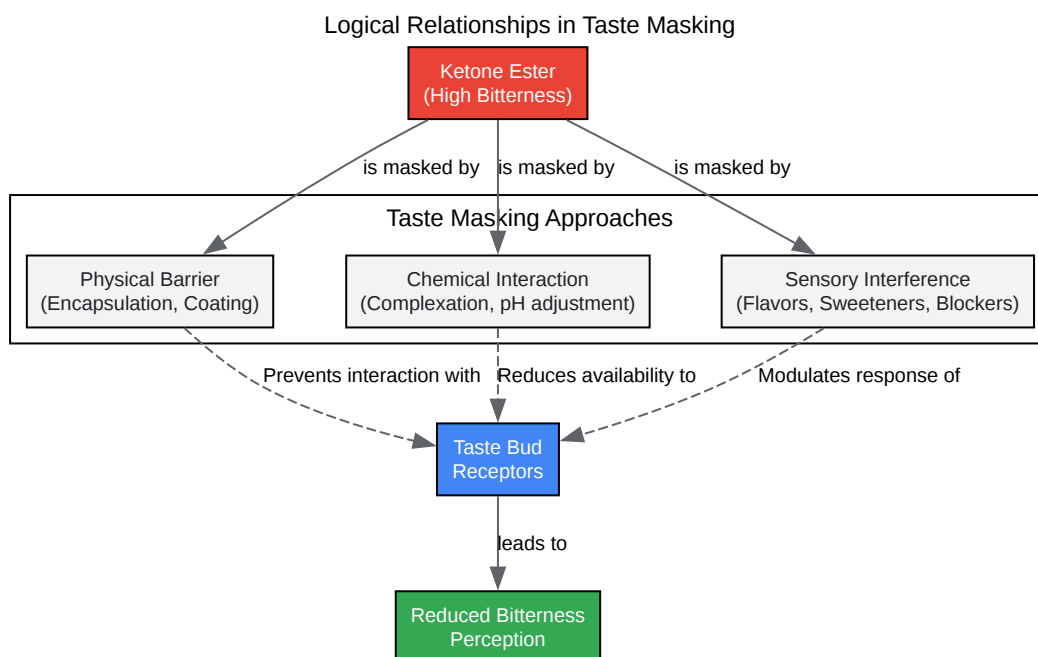 Logical Relationships in Taste Masking
Ketone Ester
(High Bitterness)
is masked by
is masked by
is masked by
Taste Masking Approaches
Physical Barrier
(Encapsulation, Coating)
Chemical Interaction
(Complexation, pH adjustment)
Sensory Interference
(Flavors, Sweeteners, Blockers)
Prevents interaction with
Reduces availability to
Modulates response of
Taste Bud
Receptors
leads to
Reduced Bitterness
Perception